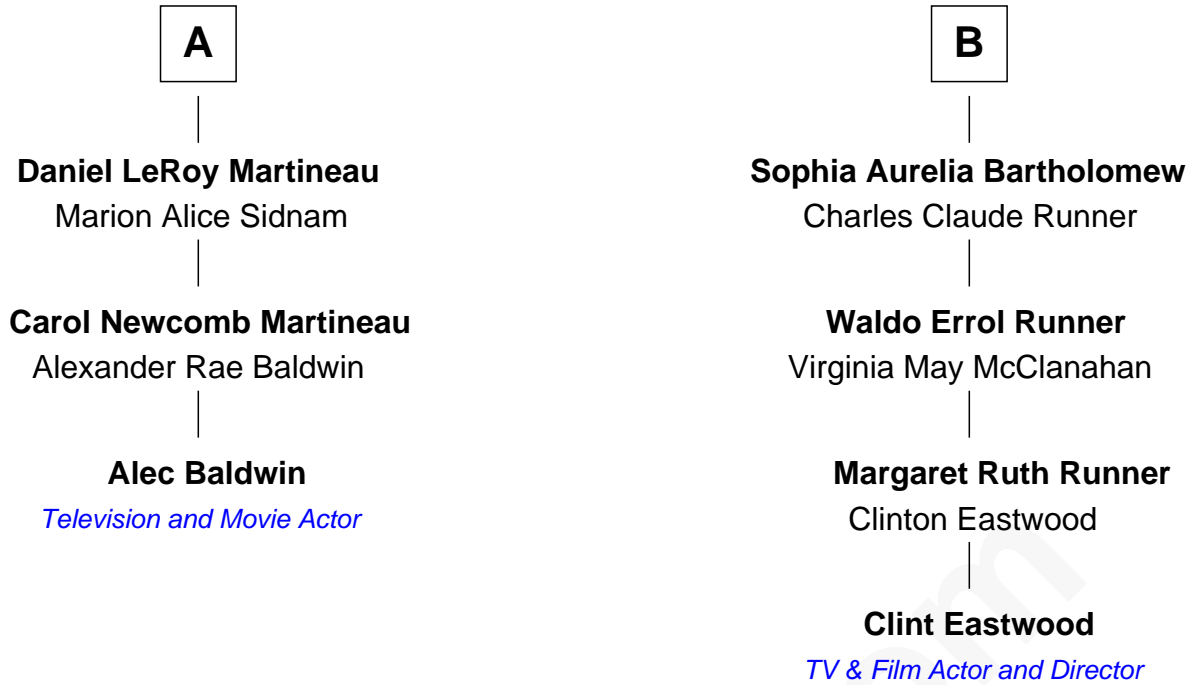 A
Daniel LeRoy Martineau
Marion Alice Sidnam
Carol Newcomb Martineau
Alexander Rae Baldwin
Alec Baldwin
Television and Movie Actor
B
Sophia Aurelia Bartholomew
Charles Claude Runner
Waldo Errol Runner
Virginia May McClanahan
Margaret Ruth Runner
Clinton Eastwood
Clint Eastwood
TV & Film Actor and Director